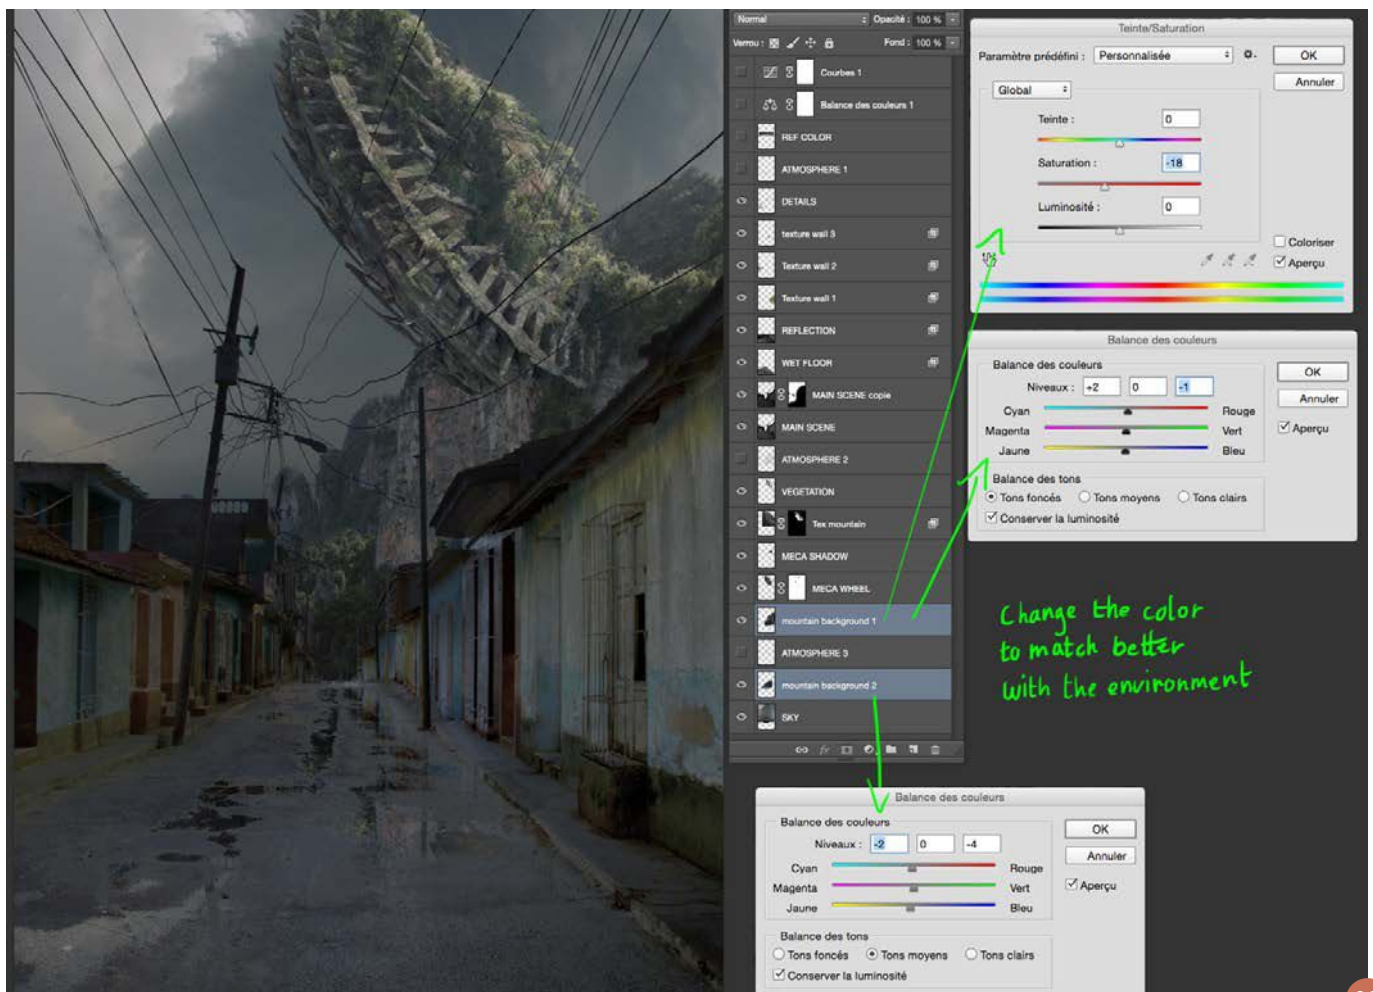 Normal
Opacité : 100 %
Verrou :
Fond : 100 %
Courbes 1
Balance des couleurs 1
REF COLOR
ATMOSPHERE 1
DETAILS
texture wall 3
Texture wall 2
Texture wall 1
REFLECTION
WET FLOOR
MAIN SCENE copie
MAIN SCENE
ATMOSPHERE 2
VEGETATION
Tex mountain
MECA SHADOW
MECA WHEEL
mountain background 1
ATMOSPHERE 3
mountain background 2
SKY
fx
Teinte/Saturation
Paramètre prédéfini : Personnalisée
OK
Annuler
Global
Teinte : 0
Saturation : -18
Luminosité : 0
Coloriser
Aperçu
Balance des couleurs
Balance des couleurs
Niveaux : +2 0 -1
OK
Annuler
Cyan Rouge
Magenta Vert
Aperçu
Jaune Bleu
Balance des tons
Tons foncés Tons moyens Tons clairs
Conserver la luminosité
Change the color
to match better
with the environment
Balance des couleurs
Balance des couleurs
Niveaux : -2 0 -4
OK
Annuler
Cyan Rouge
Magenta Vert
Aperçu
Jaune Bleu
Balance des tons
Tons foncés Tons moyens Tons clairs
Conserver la luminosité